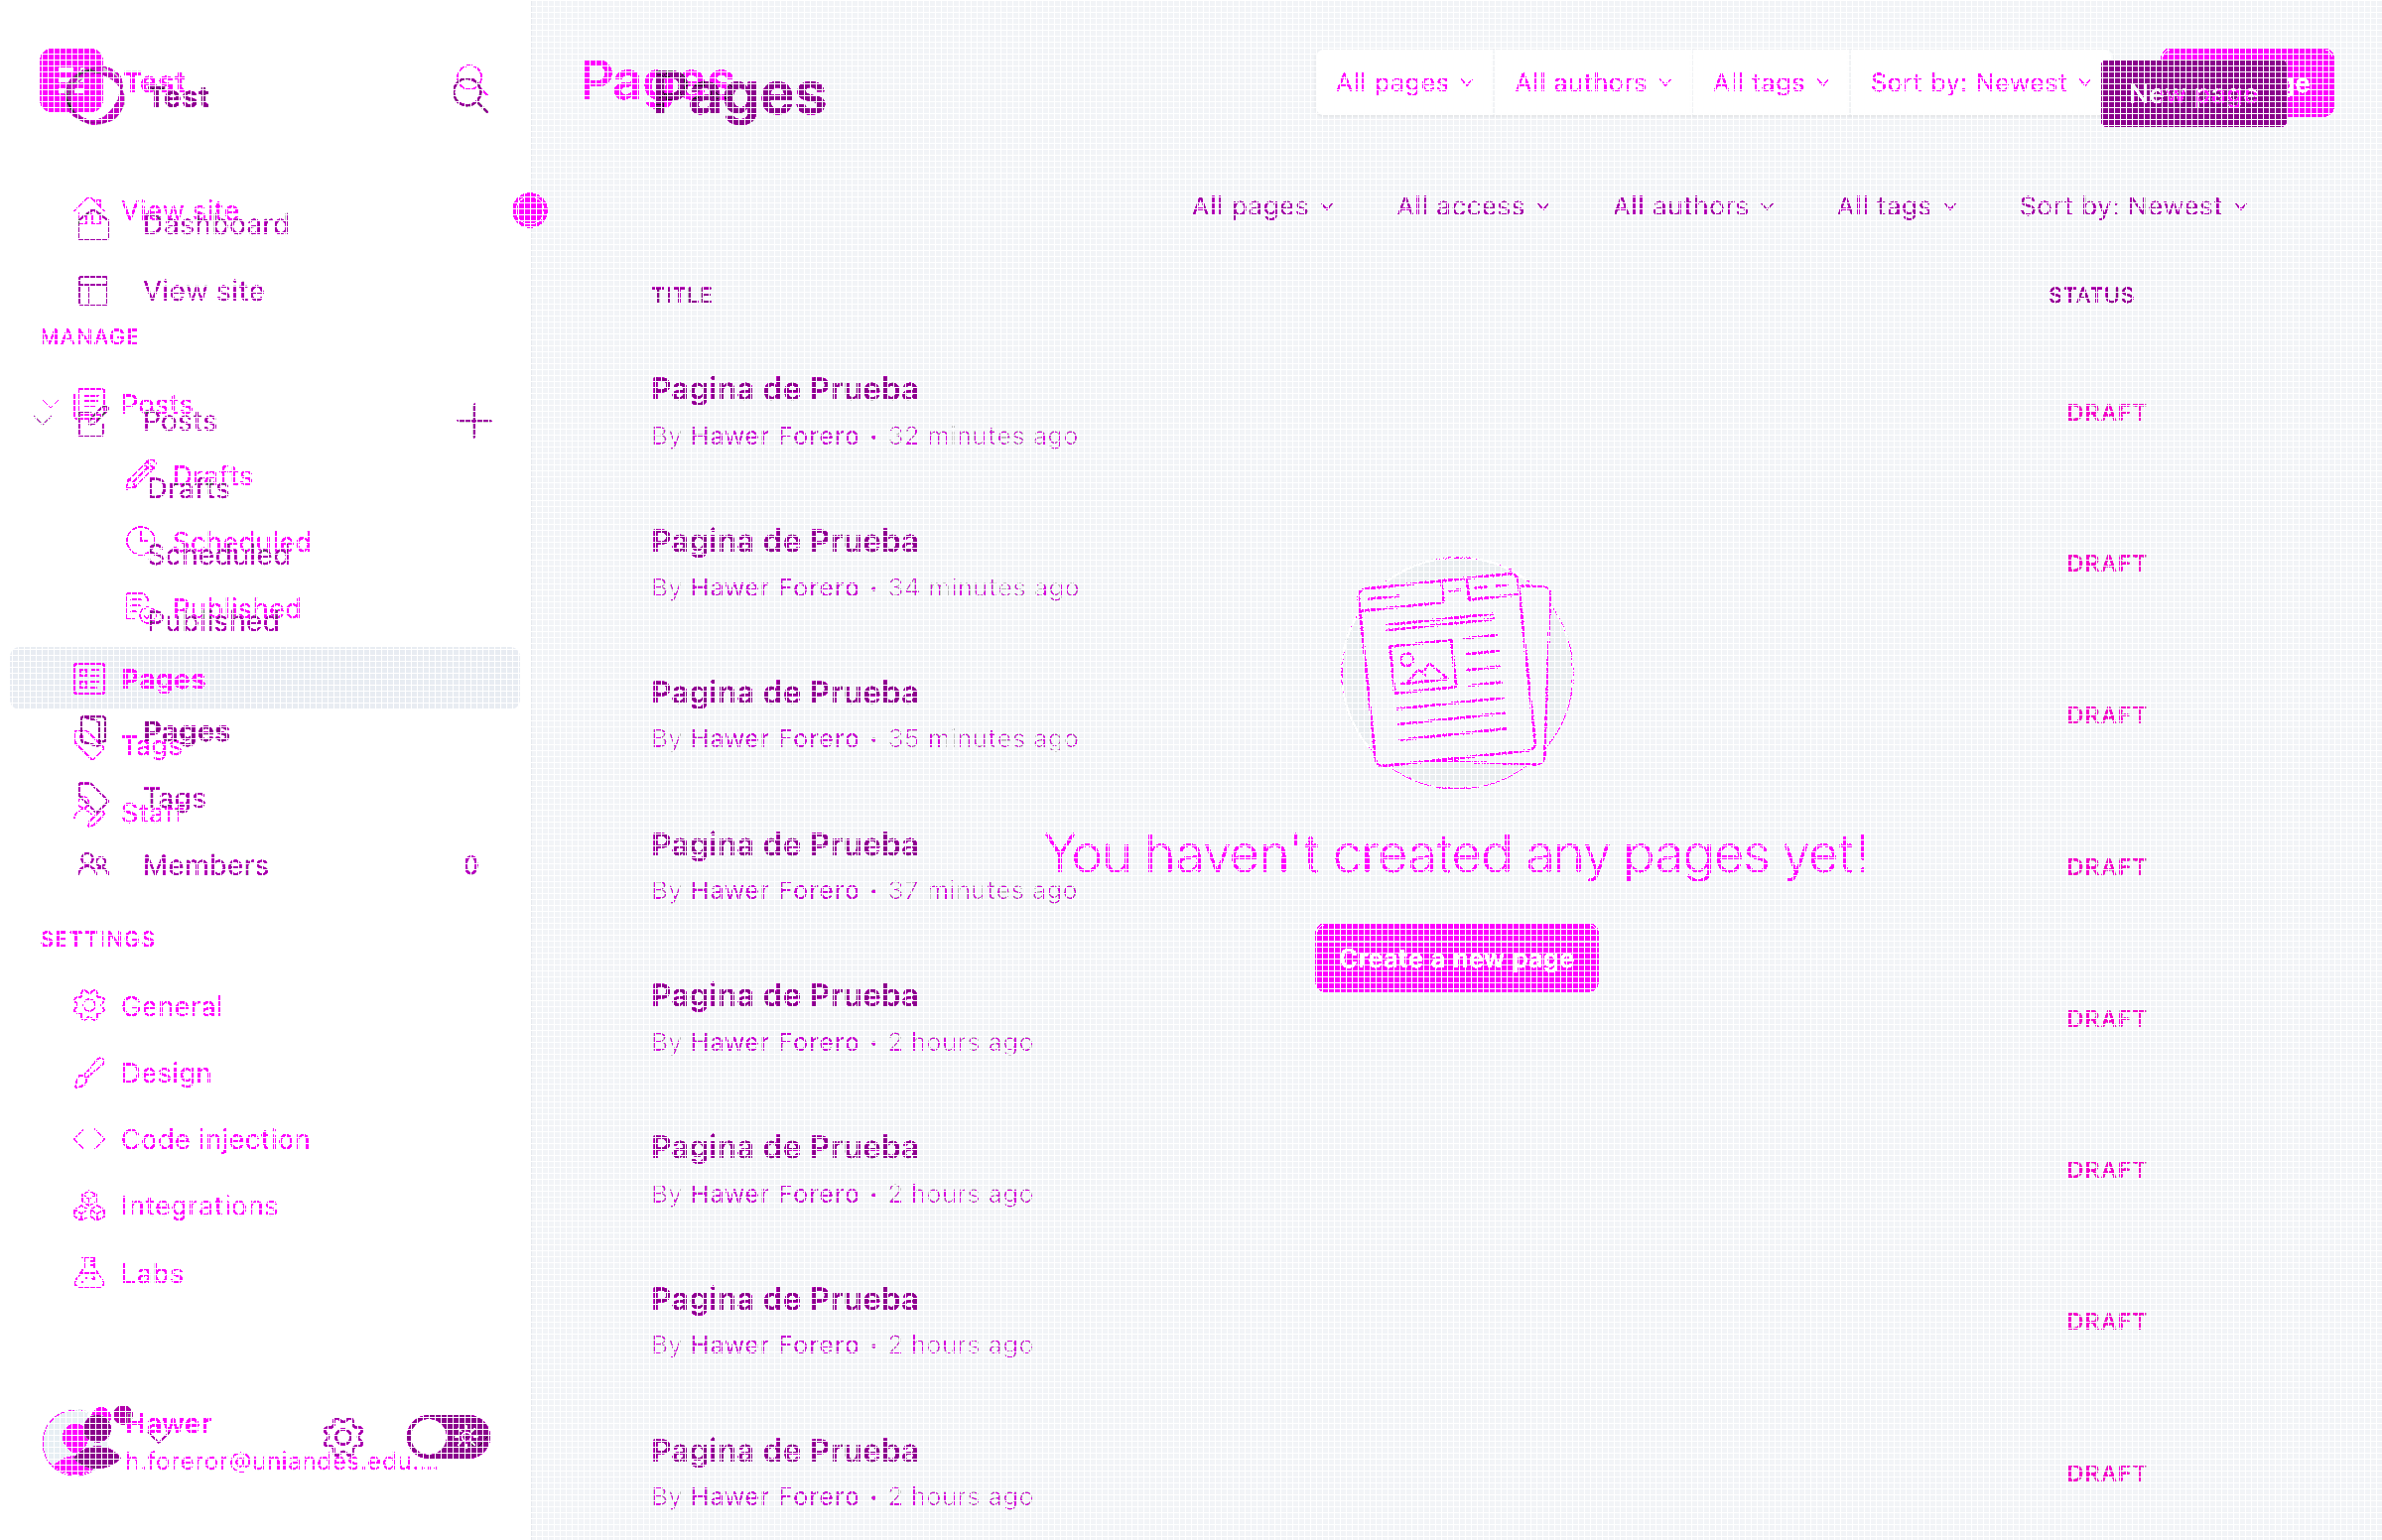 Test
Test
Pages
Pages
All pages
All authors
All tags
Sort by: Newest
New page
View site
Dashboard
All pages
All access
All authors
All tags
Sort by: Newest
View site
TITLE
STATUS
MANAGE
Posts
Posts
Pagina de Prueba
By Hawer Forero • 32 minutes ago
DRAFT
Drafts
Drafts
Scheduled
Scheduled
Pagina de Prueba
By Hawer Forero • 34 minutes ago
DRAFT
Published
Published
Pages
Pages
Tags
Pagina de Prueba
By Hawer Forero • 35 minutes ago
DRAFT
Tags
Staff
Members
0
Pagina de Prueba
By Hawer Forero • 37 minutes ago
DRAFT
You haven't created any pages yet!
Create a new page
SETTINGS
General
Pagina de Prueba
By Hawer Forero • 2 hours ago
DRAFT
Design
Code injection
Pagina de Prueba
By Hawer Forero • 2 hours ago
DRAFT
Integrations
Labs
Pagina de Prueba
By Hawer Forero • 2 hours ago
DRAFT
Hawer
h.foreror@uniandes.edu....
Pagina de Prueba
By Hawer Forero • 2 hours ago
DRAFT